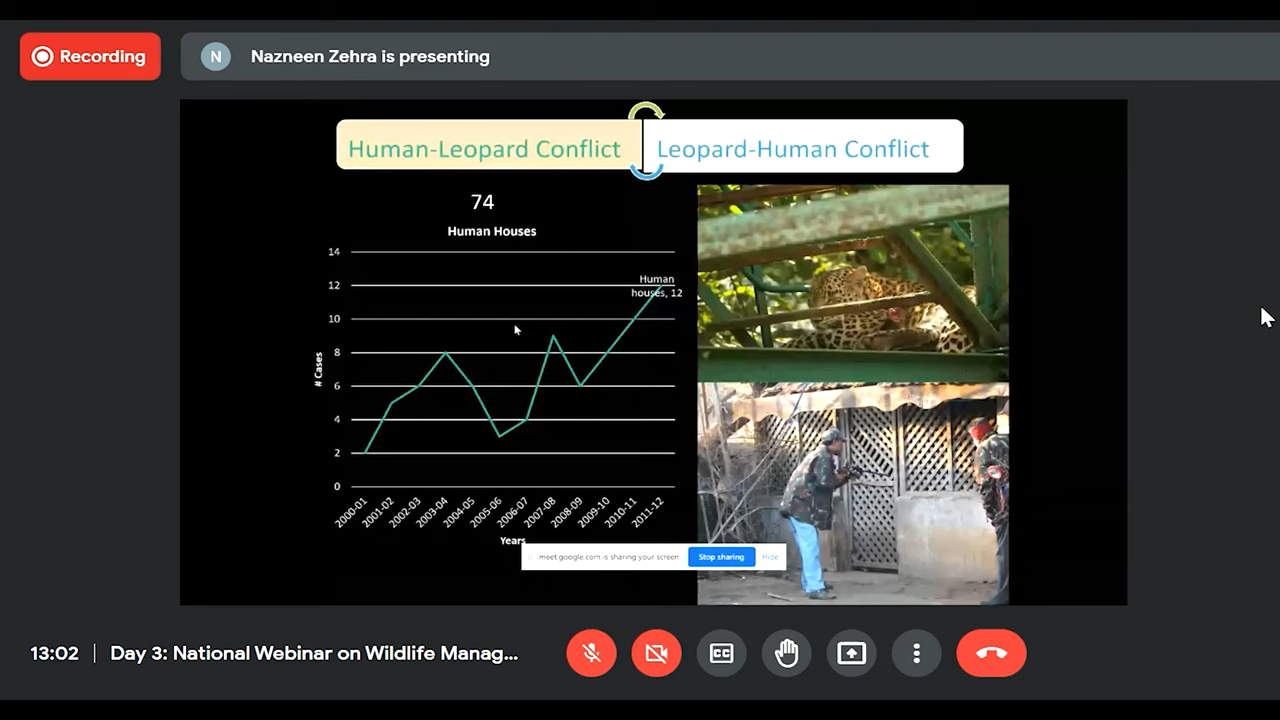 Recording
N
Nazneen Zehra is presenting
Human-Leopard Conflict
Leopard-Human Conflict
74
Human Houses
14
12
10
8
6
4
2
0
# Cases
Human
houses, 12
2000-01
2001-02
2002-03
2003-04
2004-05
2005-06
2006-07
2007-08
2008-09
2009-10
2010-11
2011-12
Years
meet.google.com is sharing your screen. Stop sharing Hide
13:02 | Day 3: National Webinar on Wildlife Manag...
CC